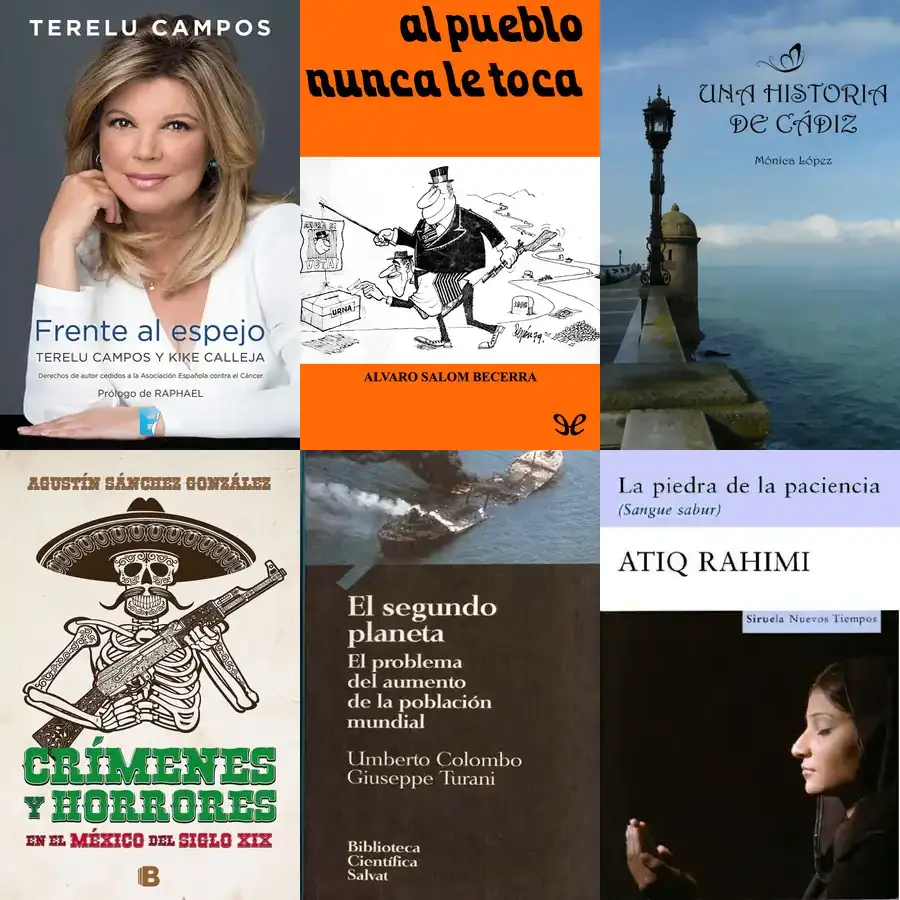 TERELU CAMPOS
Frente al espejo
TERELU CAMPOS Y KIKE CALLEJA
Derechos de autor cedidos a la Asociación Española contra el Cáncer.
Prólogo de RAPHAEL
al pueblo
nunca le toca
VOTA!
URNA
ALVARO SALOM BECERRA
UNA HISTORIA
DE CÁDIZ
Mónica López
AGUSTÍN SÁNCHEZ GONZÁLEZ
CRÍMENES
Y HORRORES
EN EL MÉXICO DEL SIGLO XIX
B
El segundo
planeta
El problema
del aumento
de la población
mundial
Umberto Colombo
Giuseppe Turani
Biblioteca
Científica
Salvat
La piedra de la paciencia
(Sangue sabur)
ATIQ RAHIMI
Siruela Nuevos Tiempos